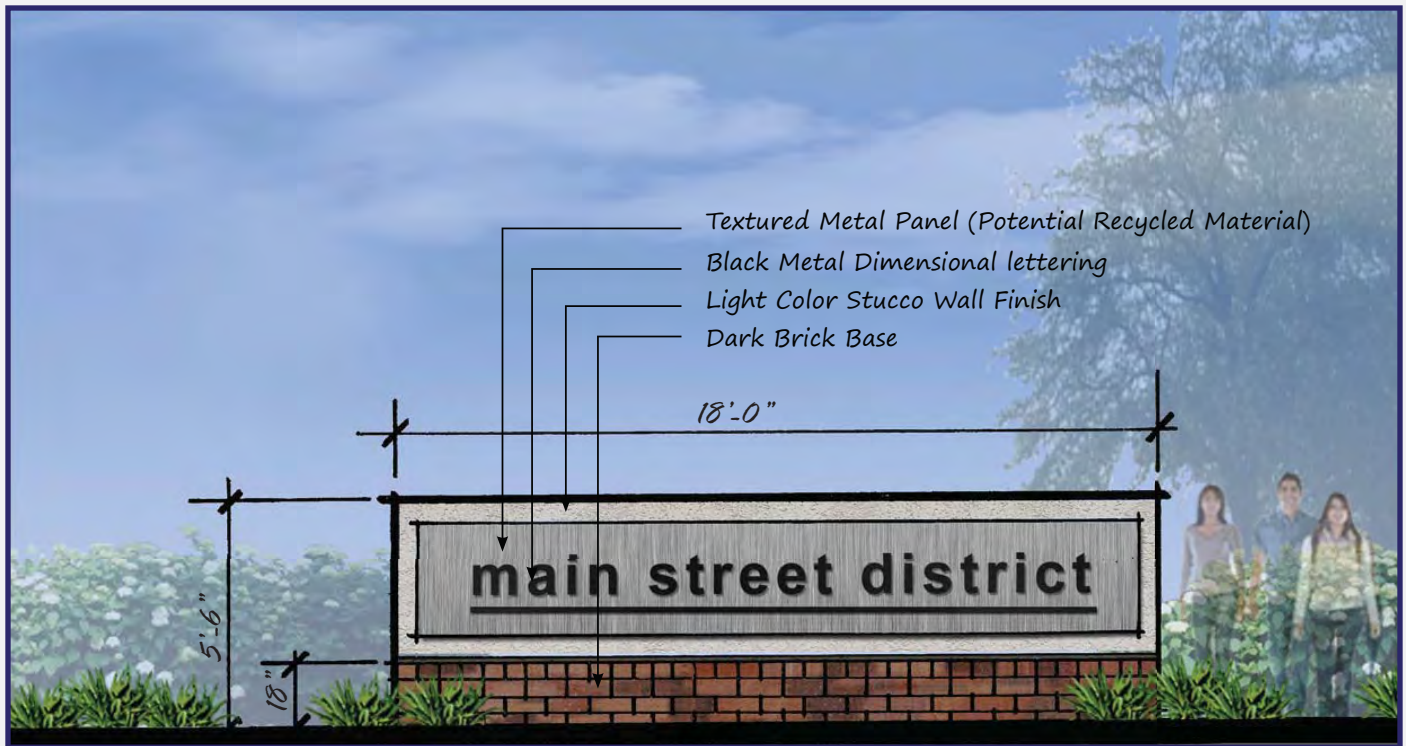 Textured Metal Panel (Potential Recycled Material)
Black Metal Dimensional lettering
Light Color Stucco Wall Finish
Dark Brick Base
18'-0"
main street district
5'-6"
18"